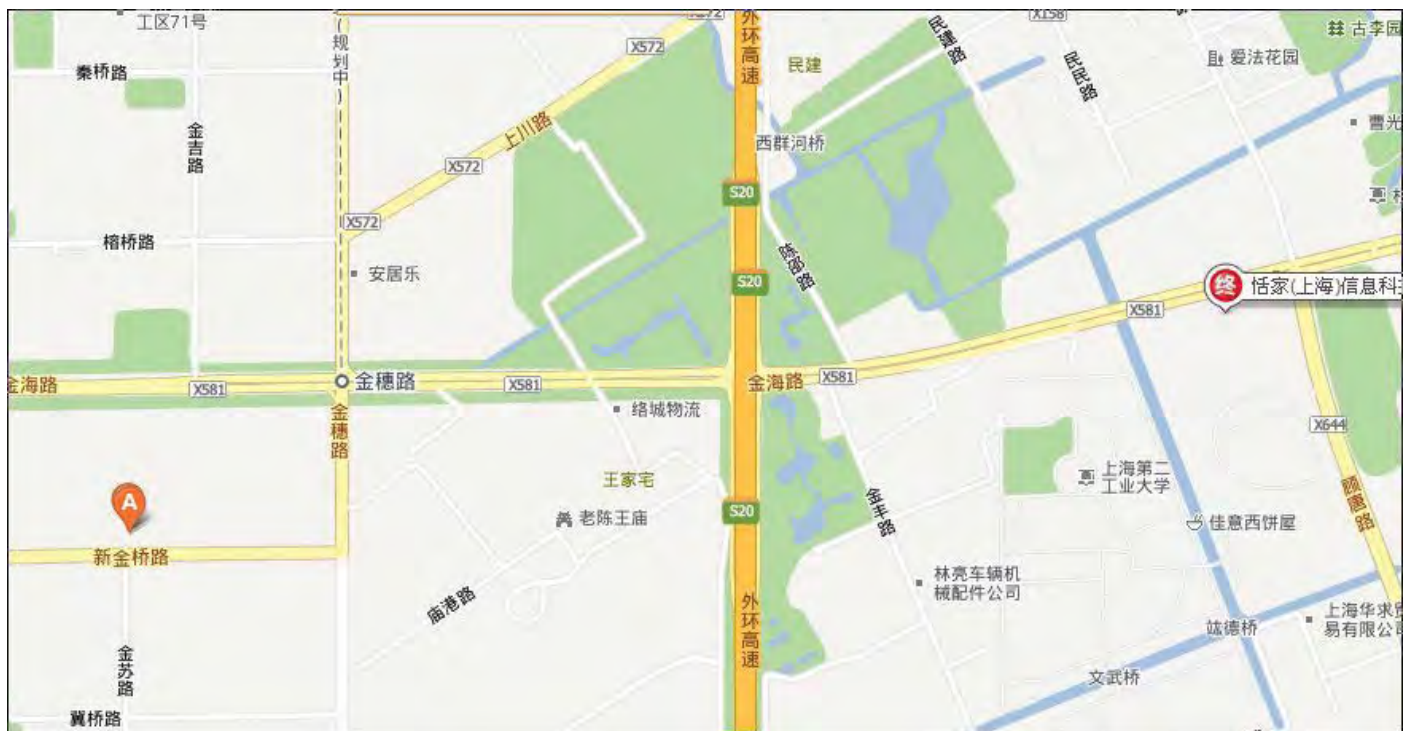 工区71号
X272
外环高速
X158
古李园
(规划中)
X572
民建路
爱法花园
民建
秦桥路
民民路
上川路
金吉路
曹光
西群河桥
X572
S20
X572
榕桥路
陈邵路
安居乐
S20
终
恬家(上海)信息科
X581
金海路
X581
金穗路
X581
金海路
X581
金穗路
络城物流
X644
上海第二
工业大学
王家宅
A
金丰路
顾唐路
S20
老陈王庙
佳意西饼屋
新金桥路
林亮车辆机
械配件公司
庙港路
外环高速
上海华求贸
易有限公司
竑德桥
金苏路
文武桥
冀桥路